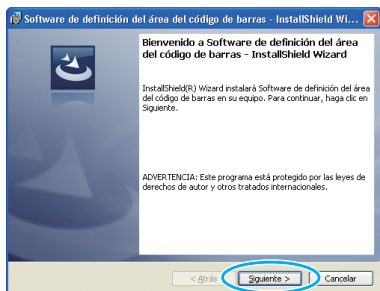 Software de definición del área del código de barras - InstallShield Wi...
Bienvenido a Software de definición del área
del código de barras - InstallShield Wizard
InstallShield(R) Wizard instalará Software de definición del área
del código de barras en su equipo. Para continuar, haga clic en
Siguiente.
ADVERTENCIA: Este programa está protegido por las leyes de
derechos de autor y otros tratados internacionales.
< Atrás
Siguiente >
Cancelar